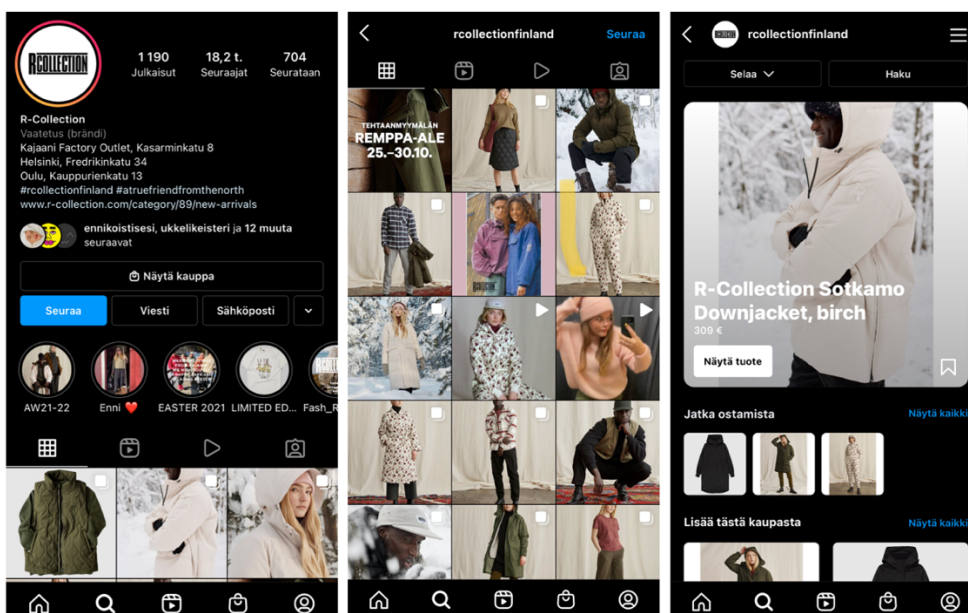 RCOLLECTION
1 190
18,2 t.
704
Julkaisut
Seuraajat
Seurataan
R-Collection
Vaatetus (brändi)
Kajaani Factory Outlet, Kasarminkatu 8
Helsinki, Fredrikinkatu 34
Oulu, Kauppurienkatu 13
#rcollectionfinland #atruefriendfromthenorth
www.r-collection.com/category/89/new-arrivals
ennikoistisesi, ukkelikeisteri ja 12 muuta
seuraavat
Näytä kauppa
Seuraa
Viesti
Sähköposti
AW21-22
Enni ❤️
EASTER 2021
LIMITED ED...
Fash_R
rcollectionfinland
Seuraa
TEHTAANMYYMÄLÄN
REMPPA-ALE
25.–30.10.
RCOLLECTION
RCOLLECTION
rcollectionfinland
Selaa
Haku
R-Collection Sotkamo
Downjacket, birch
309 €
Näytä tuote
Jatka ostamista
Näytä kaikki
Lisää tästä kaupasta
Näytä kaikki